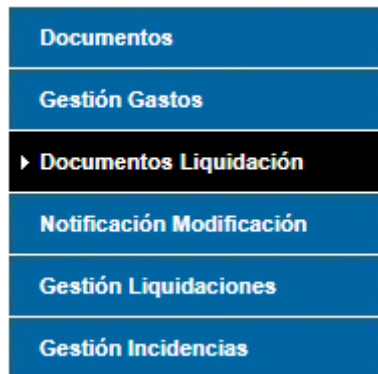 Documentos
Gestión Gastos
Documentos Liquidación
Notificación Modificación
Gestión Liquidaciones
Gestión Incidencias